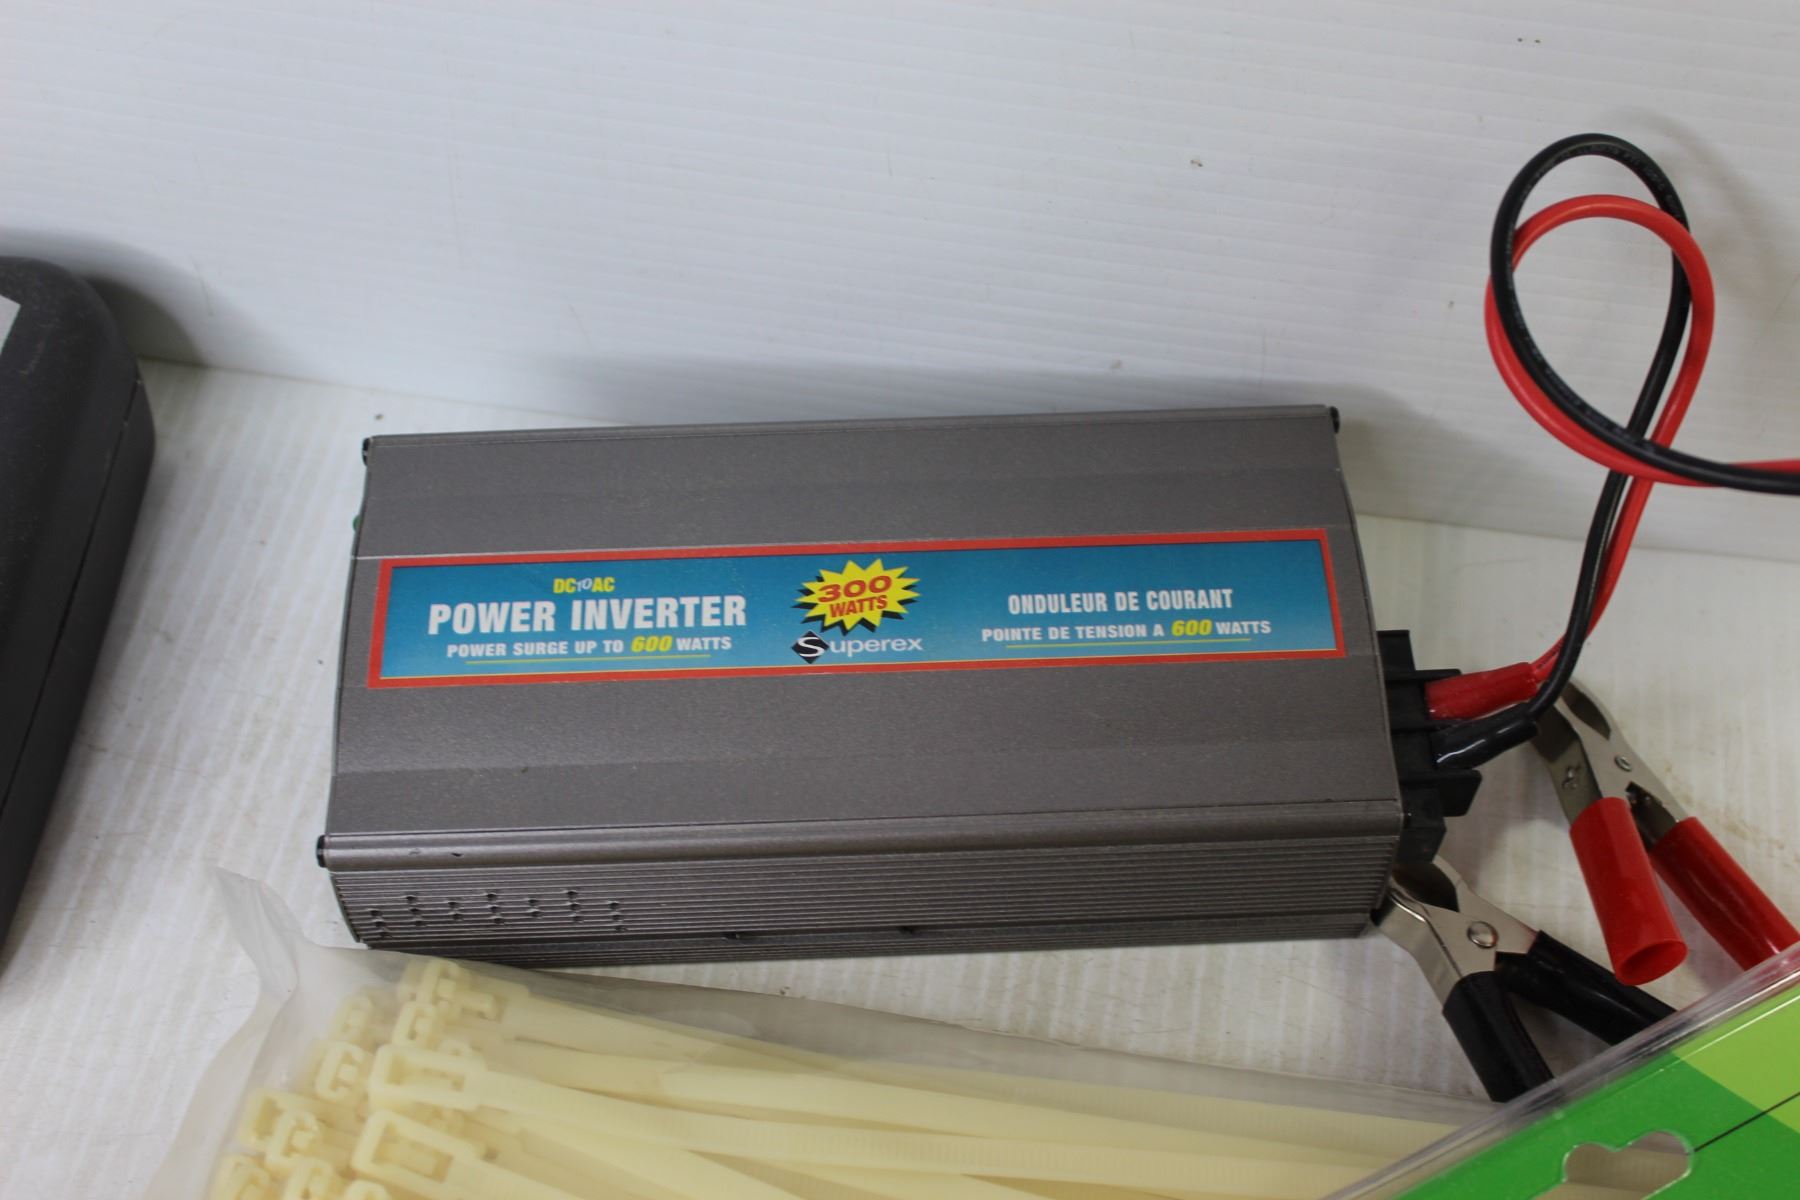 DC TO AC
POWER INVERTER
POWER SURGE UP TO 600 WATTS
300
WATTS
Superex
ONDULEUR DE COURANT
POINTE DE TENSION A 600 WATTS